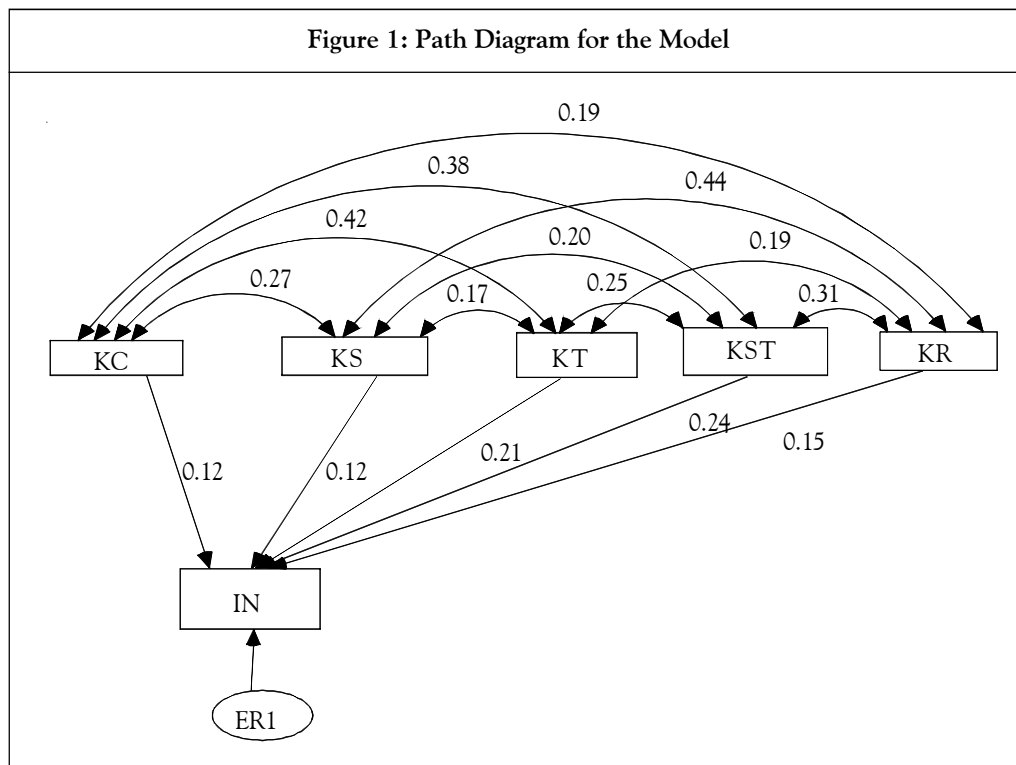 Figure 1: Path Diagram for the Model
0.19
0.38
0.44
0.42
0.20
0.19
0.27
0.17
0.25
0.31
KC
KS
KT
KST
KR
0.12
0.12
0.21
0.24
0.15
IN
ER1